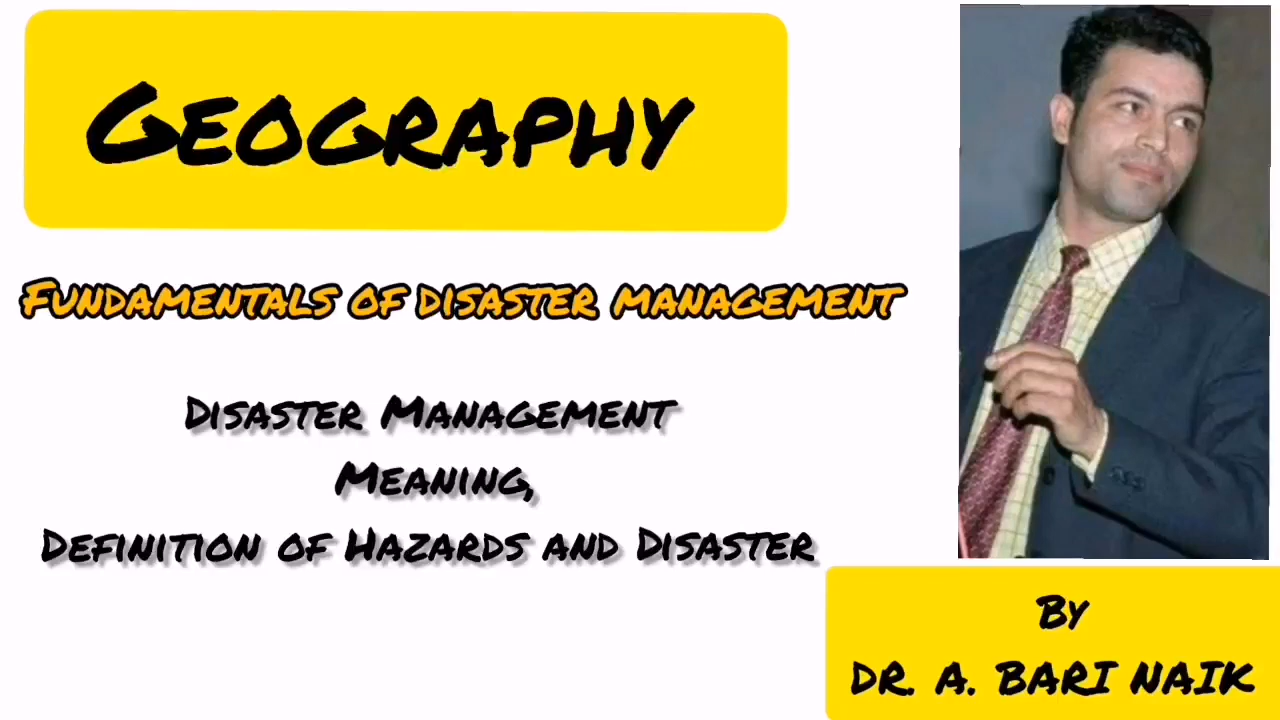 GEOGRAPHY
FUNDAMENTALS OF DISASTER MANAGEMENT
DISASTER MANAGEMENT
MEANING,
DEFINITION OF HAZARDS AND DISASTER
BY
DR. A. BARI NAIK